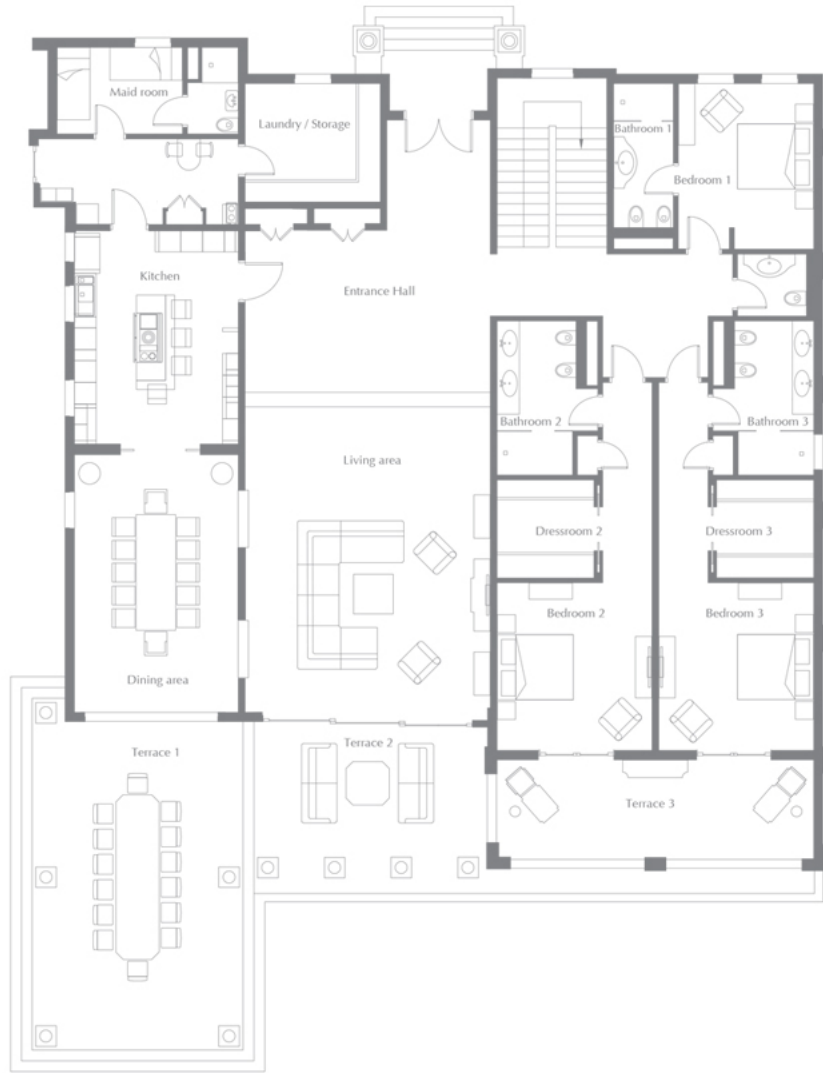 Maid room
Laundry / Storage
Bathroom 1
Bedroom 1
Kitchen
Entrance Hall
Bathroom 2
Bathroom 3
Living area
Dressroom 2
Dressroom 3
Bedroom 2
Bedroom 3
Dining area
Terrace 1
Terrace 2
Terrace 3